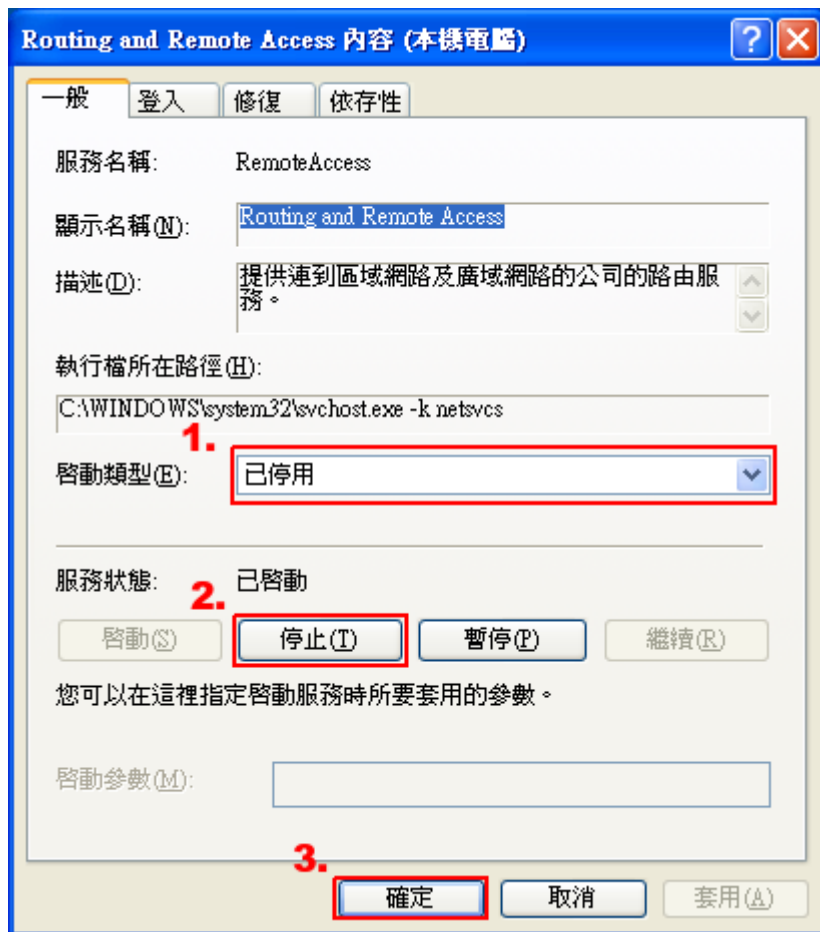 Routing and Remote Access 內容 (本機電腦)
一般 登入 修復 依存性
服務名稱: RemoteAccess
顯示名稱(N): Routing and Remote Access
描述(D): 提供連到區域網路及廣域網路的公司的路由服
務。
執行檔所在路徑(H):
C:\WINDOWS\system32\svchost.exe -k netsvcs
1.
啓動類型(E): 已停用
服務狀態: 已啓動
2.
啓動(S) 停止(T) 暫停(P) 繼續(R)
您可以在這裡指定啓動服務時所要套用的參數。
啓動參數(M):
3.
確定 取消 套用(A)